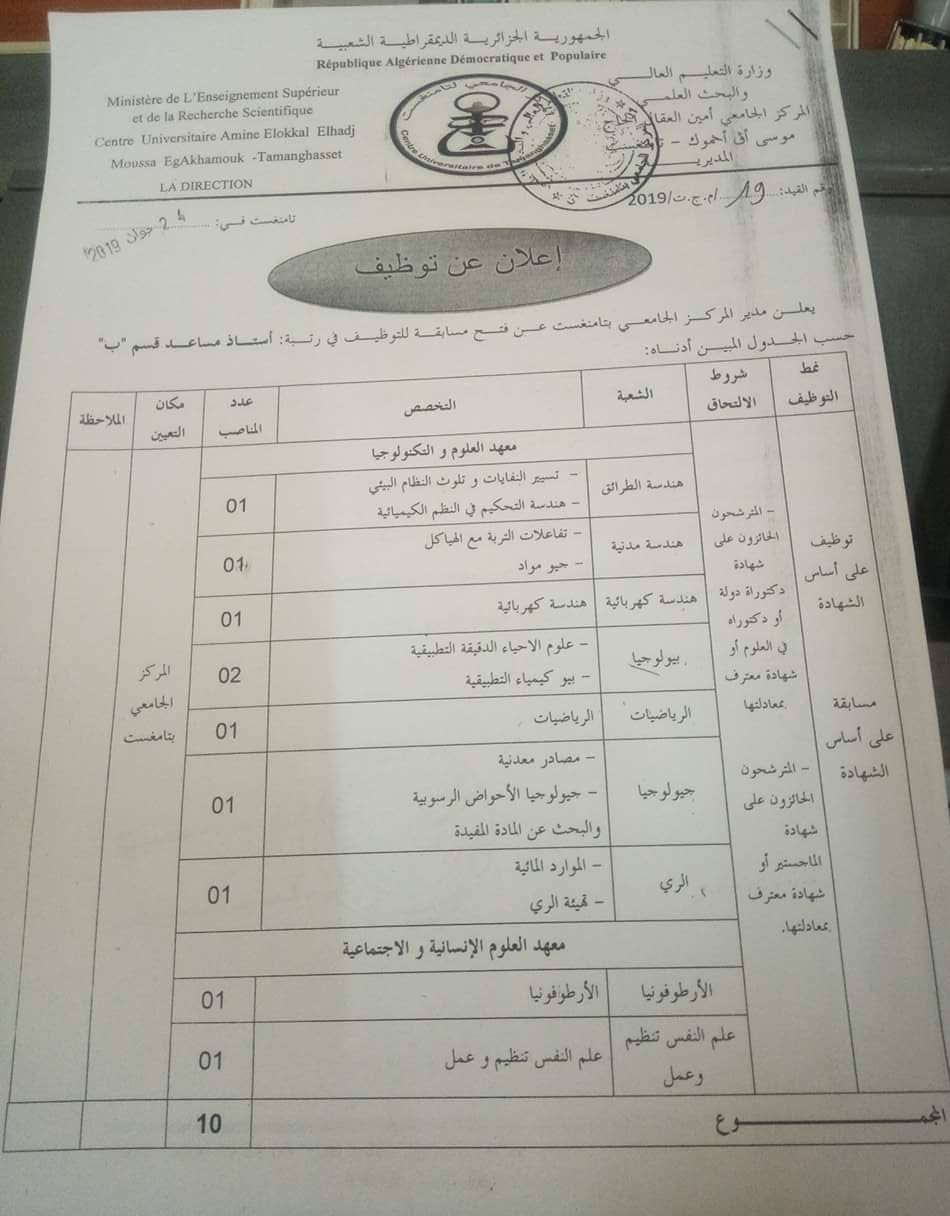 الجمهورية الجزائرية الديمقراطية الشعبية
République Algérienne Démocratique et Populaire
وزارة التعليم العالي
والبحث العلمي
المركز الجامعي أمين العقال
موسى أق أخموك -
المديرية
Ministère de L'Enseignement Supérieur
et de la Recherche Scientifique
Centre Universitaire Amine Elokkal Elhadj
Moussa EgAkhamouk -Tamanghasset
LA DIRECTION
Centre Universitaire de Tamanghasset
رقم القيد: 19 /م.ج.ت/2019
تامنغست في: 24 جوان 2019
إعلان عن توظيف
يعلن مدير المركز الجامعي بتامنغست عن فتح مسابقة للتوظيف في رتبة: أستاذ مساعد قسم "ب"
حسب الجدول المبين أدناه:
نمط التوظيف
شروط الالتحاق
الشعبة
التخصص
عدد المناصب
مكان التعيين
الملاحظة
معهد العلوم و التكنولوجيا
توظيف
على أساس
الشهادة
مسابقة
على أساس
الشهادة
- المترشحون
الحائزون على
شهادة
دكتوراة دولة
أو دكتوراه
في العلوم أو
شهادة معترف
بمعادلتها
- المترشحون
الحائزون على
شهادة
الماجستير أو
شهادة معترف
بمعادلتها.
هندسة الطرائق
- تسيير النفايات و تلوث النظام البيئي
- هندسة التحكيم في النظم الكيميائية
01
هندسة مدنية
- تفاعلات التربة مع الهياكل
- جيو مواد
01
هندسة كهربائية
هندسة كهربائية
01
بيولوجيا
- علوم الاحياء الدقيقة التطبيقية
- بيو كيمياء التطبيقية
02
الرياضيات
الرياضيات
01
جيولوجيا
- مصادر معدنية
- جيولوجيا الأحواض الرسوبية
والبحث عن المادة المفيدة
01
الري
- الموارد المائية
- تهيئة الري
01
المركز
الجامعي
بتامغست
معهد العلوم الإنسانية و الاجتماعية
الأرطوفونيا
الأرطوفونيا
01
علم النفس تنظيم
وعمل
علم النفس تنظيم و عمل
01
المجموع
10